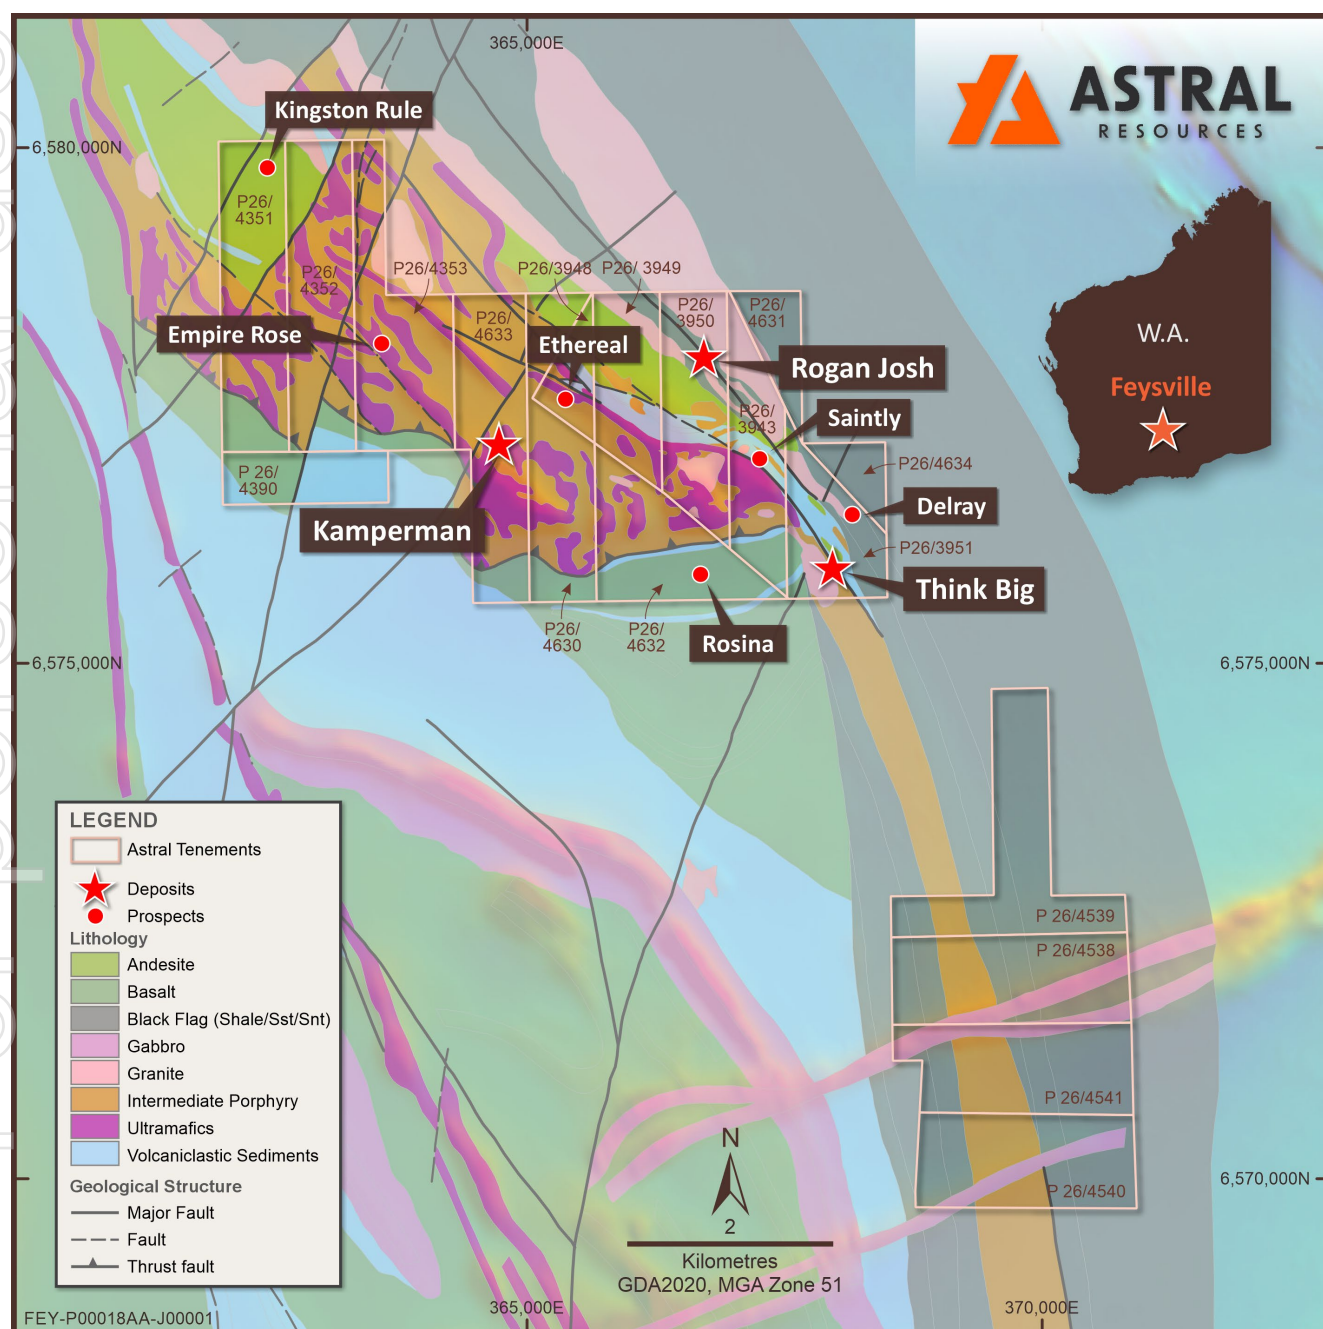 365,000E
ASTRAL
RESOURCES
Kingston Rule
6,580,000N
P26/
4351
P26/
4352
P26/4353
P26/3948
P26/ 3949
P26/
4633
P26/
3950
P26/
4631
W.A.
Feysville
Empire Rose
Ethereal
Rogan Josh
P26/
3943
Saintly
P 26/
4390
P26/4634
Kamperman
Delray
P26/3951
Think Big
P26/
4630
P26/
4632
Rosina
6,575,000N
6,575,000N
LEGEND
Astral Tenements
Deposits
Prospects
Lithology
Andesite
Basalt
Black Flag (Shale/Sst/Snt)
Gabbro
Granite
Intermediate Porphyry
Ultramafics
Volcaniclastic Sediments
Geological Structure
Major Fault
Fault
Thrust fault
P 26/4539
P 26/4538
P 26/4541
P 26/4540
N
2
Kilometres
GDA2020, MGA Zone 51
6,570,000N
365,000E
370,000E
FEY-P00018AA-J00001